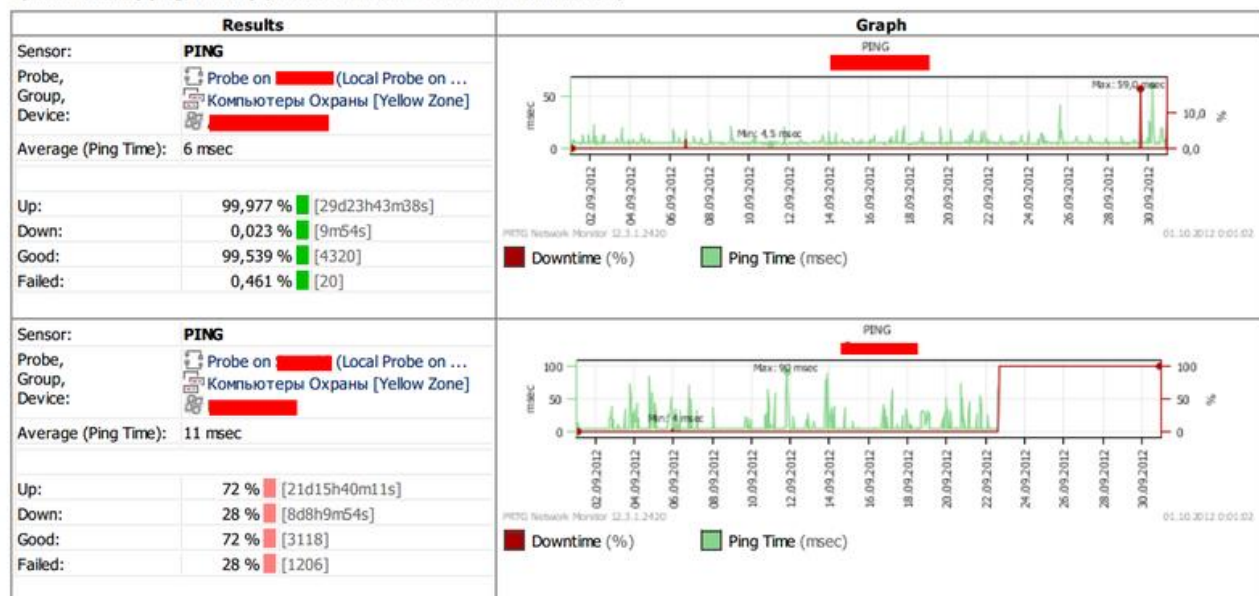 Results
Graph
Sensor: PING
Probe, Group, Device:
Probe on (Local Probe on ...
Компьютеры Охраны [Yellow Zone]
Average (Ping Time): 6 msec
Up: 99,977 % [29d23h43m38s]
Down: 0,023 % [9m54s]
Good: 99,539 % [4320]
Failed: 0,461 % [20]
PING
Max: 59,0 msec
Min: 4,5 msec
msec
50
0
10,0
0,0
%
02.09.2012
04.09.2012
06.09.2012
08.09.2012
10.09.2012
12.09.2012
14.09.2012
16.09.2012
18.09.2012
20.09.2012
22.09.2012
24.09.2012
26.09.2012
28.09.2012
30.09.2012
PRTG Network Monitor 12.3.1.2420
01.10.2012 0:01:02
Downtime (%)
Ping Time (msec)
Sensor: PING
Probe, Group, Device:
Probe on (Local Probe on ...
Компьютеры Охраны [Yellow Zone]
Average (Ping Time): 11 msec
Up: 72 % [21d15h40m11s]
Down: 28 % [8d8h9m54s]
Good: 72 % [3118]
Failed: 28 % [1206]
PING
Max: 90 msec
Min: 4 msec
msec
100
50
0
100
50
0
%
02.09.2012
04.09.2012
06.09.2012
08.09.2012
10.09.2012
12.09.2012
14.09.2012
16.09.2012
18.09.2012
20.09.2012
22.09.2012
24.09.2012
26.09.2012
28.09.2012
30.09.2012
PRTG Network Monitor 12.3.1.2420
01.10.2012 0:01:02
Downtime (%)
Ping Time (msec)